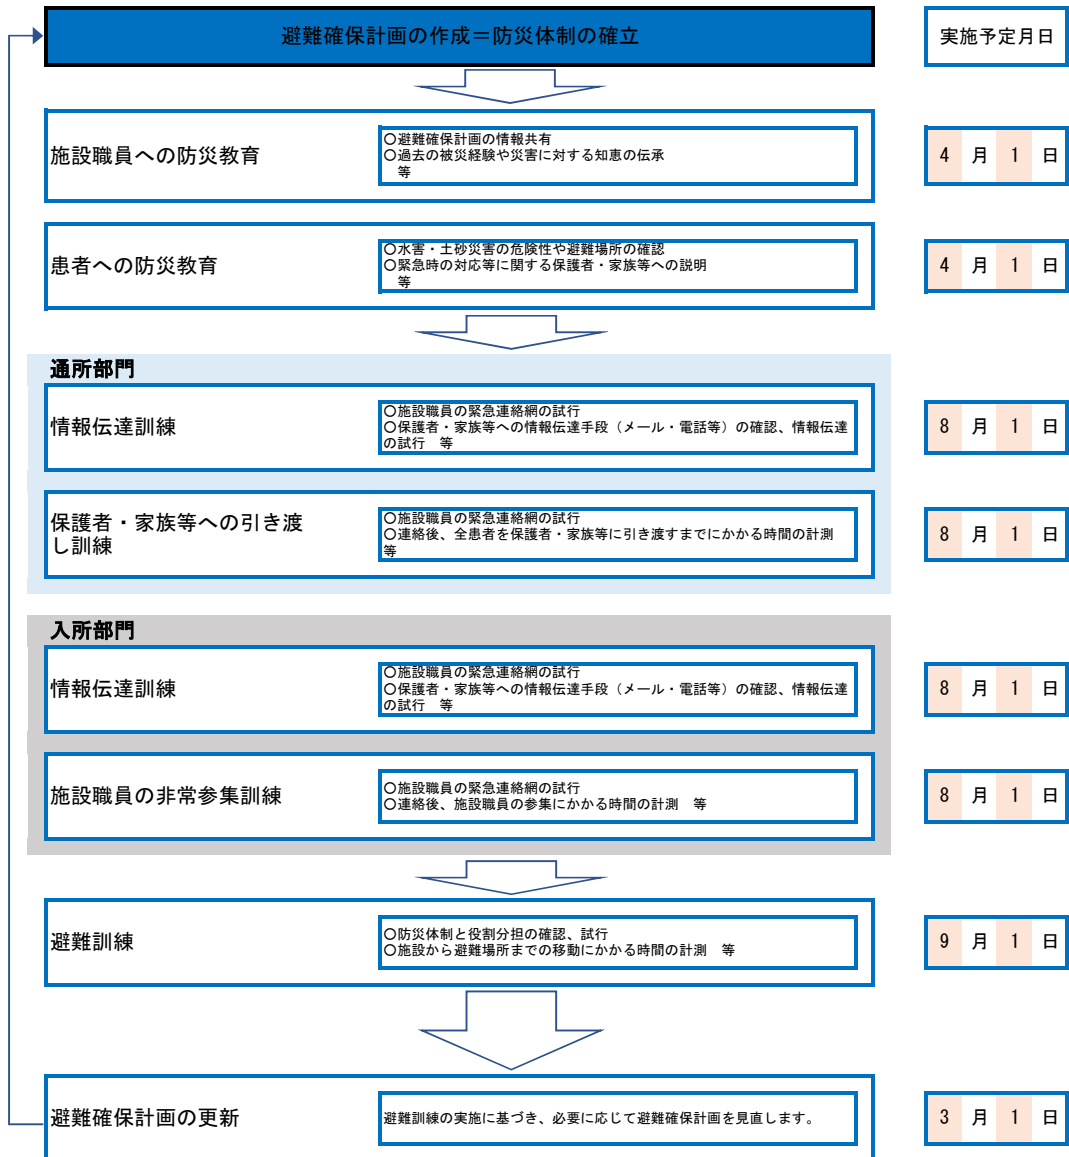 避難確保計画の作成＝防災体制の確立
実施予定月日
施設職員への防災教育
〇避難確保計画の情報共有
〇過去の被災経験や災害に対する知恵の伝承
等
4 月 1 日
患者への防災教育
〇水害・土砂災害の危険性や避難場所の確認
〇緊急時の対応等に関する保護者・家族等への説明
等
4 月 1 日
通所部門
情報伝達訓練
〇施設職員の緊急連絡網の試行
〇保護者・家族等への情報伝達手段（メール・電話等）の確認、情報伝達
の試行　等
8 月 1 日
保護者・家族等への引き渡
し訓練
〇施設職員の緊急連絡網の試行
〇連絡後、全患者を保護者・家族等に引き渡すまでにかかる時間の計測
等
8 月 1 日
入所部門
情報伝達訓練
〇施設職員の緊急連絡網の試行
〇保護者・家族等への情報伝達手段（メール・電話等）の確認、情報伝達
の試行　等
8 月 1 日
施設職員の非常参集訓練
〇施設職員の緊急連絡網の試行
〇連絡後、施設職員の参集にかかる時間の計測　等
8 月 1 日
避難訓練
〇防災体制と役割分担の確認、試行
〇施設から避難場所までの移動にかかる時間の計測　等
9 月 1 日
避難確保計画の更新
避難訓練の実施に基づき、必要に応じて避難確保計画を見直します。
3 月 1 日